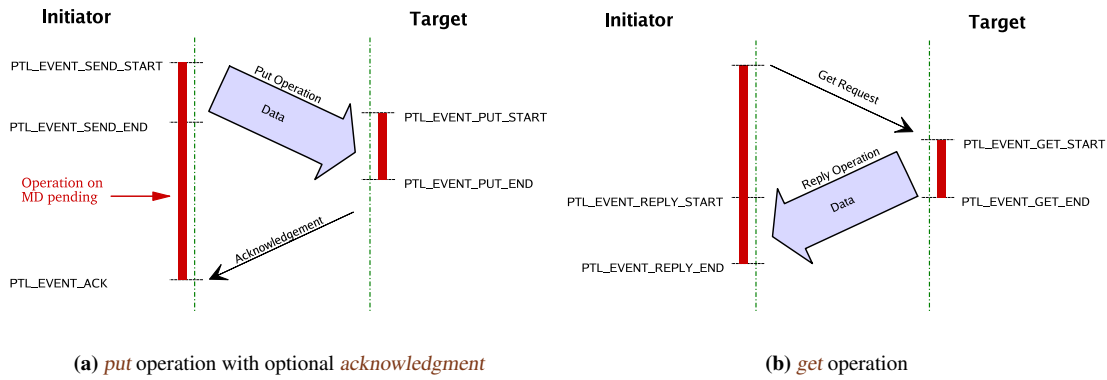 Initiator
Target
PTL_EVENT_SEND_START
Put Operation
Data
PTL_EVENT_PUT_START
PTL_EVENT_SEND_END
Operation on
MD pending
PTL_EVENT_PUT_END
Acknowledgement
PTL_EVENT_ACK
(a) put operation with optional acknowledgment
Initiator
Target
Get Request
PTL_EVENT_GET_START
Reply Operation
Data
PTL_EVENT_REPLY_START
PTL_EVENT_GET_END
PTL_EVENT_REPLY_END
(b) get operation